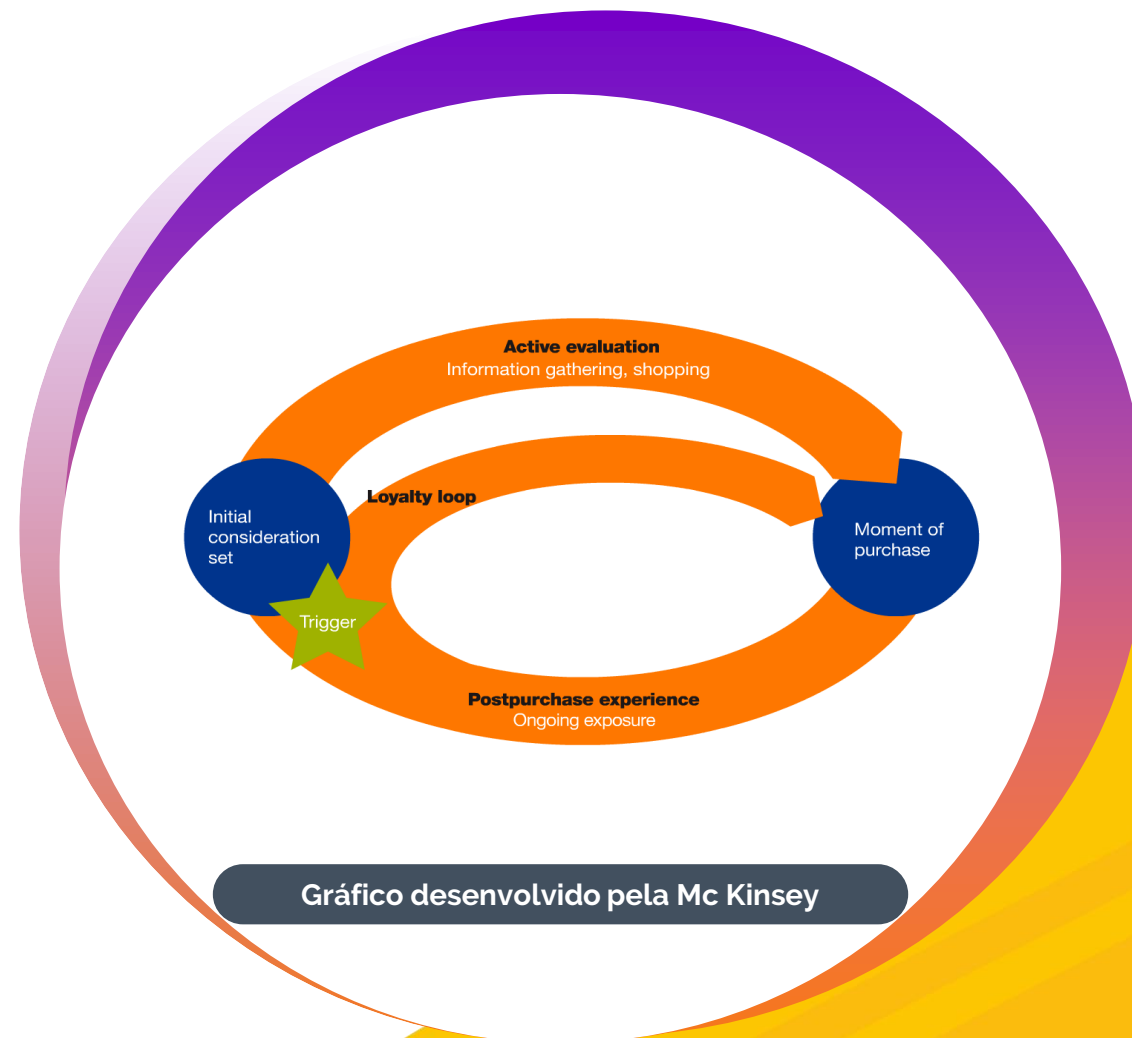 Active evaluation
Information gathering, shopping
Loyalty loop
Initial
consideration
set
Moment of
purchase
Trigger
Postpurchase experience
Ongoing exposure
Gráfico desenvolvido pela Mc Kinsey